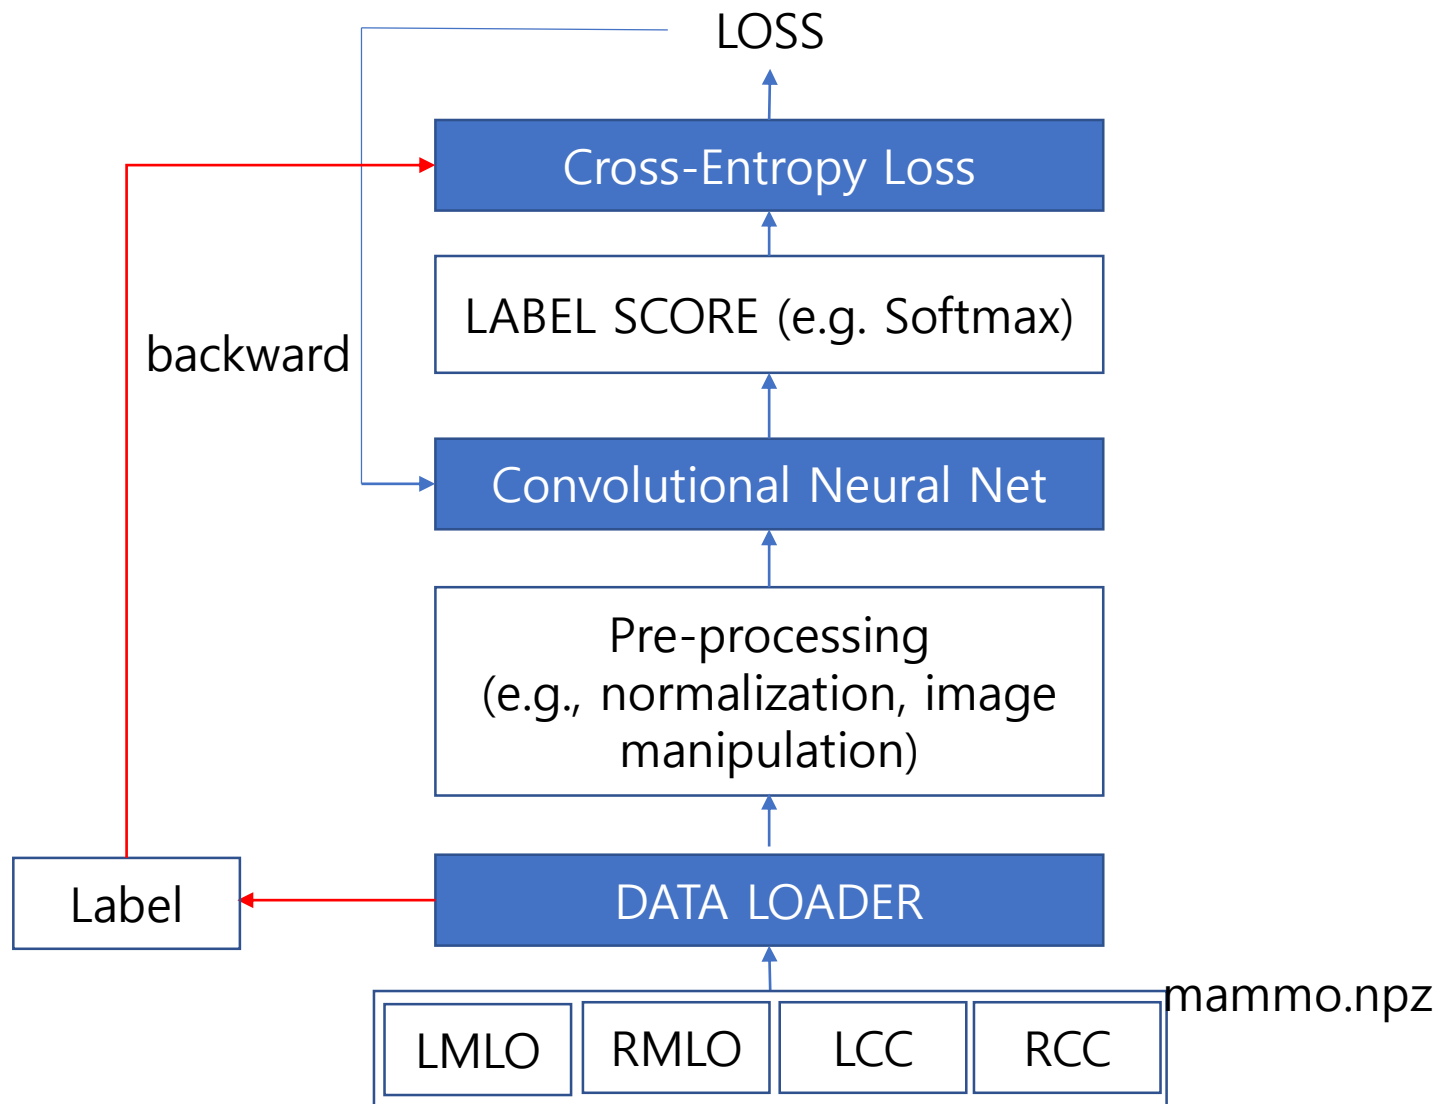 LOSS
Cross-Entropy Loss
LABEL SCORE (e.g. Softmax)
backward
Convolutional Neural Net
Pre-processing
(e.g., normalization, image
manipulation)
Label
DATA LOADER
mammo.npz
LMLO
RMLO
LCC
RCC